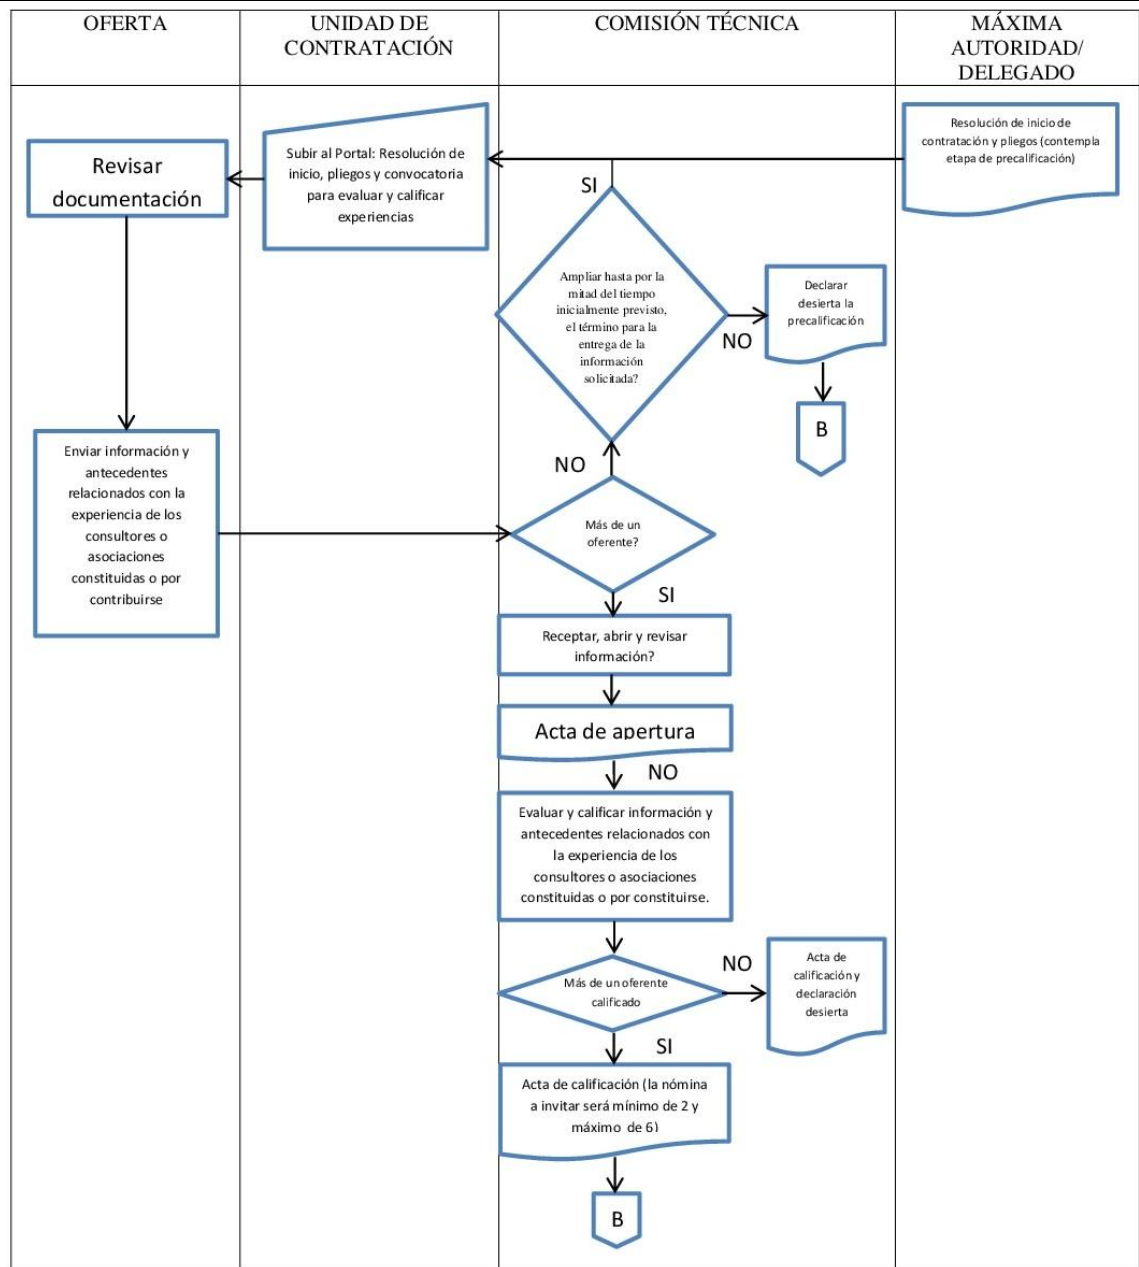 OFERTA
UNIDAD DE
CONTRATACIÓN
COMISIÓN TÉCNICA
MÁXIMA
AUTORIDAD/
DELEGADO
Resolución de inicio de
contratación y pliegos (contempla
etapa de precalificación)
Subir al Portal: Resolución de
inicio, pliegos y convocatoria
para evaluar y calificar
experiencias
Revisar
documentación
SI
Ampliar hasta por la
mitad del tiempo
inicialmente previsto,
el término para la
entrega de la
información
solicitada?
NO
Declarar
desierta la
precalificación
B
Enviar información y
antecedentes
relacionados con la
experiencia de los
consultores o
asociaciones
constituidas o por
contribuirse
NO
Más de un
oferente?
SI
Receptar, abrir y revisar
información?
Acta de apertura
NO
Evaluar y calificar información y
antecedentes relacionados con
la experiencia de los
consultores o asociaciones
constituidas o por constituirse.
Más de un oferente
calificado
NO
Acta de
calificación y
declaración
desierta
SI
Acta de calificación (la nómina
a invitar será mínimo de 2 y
máximo de 6)
B